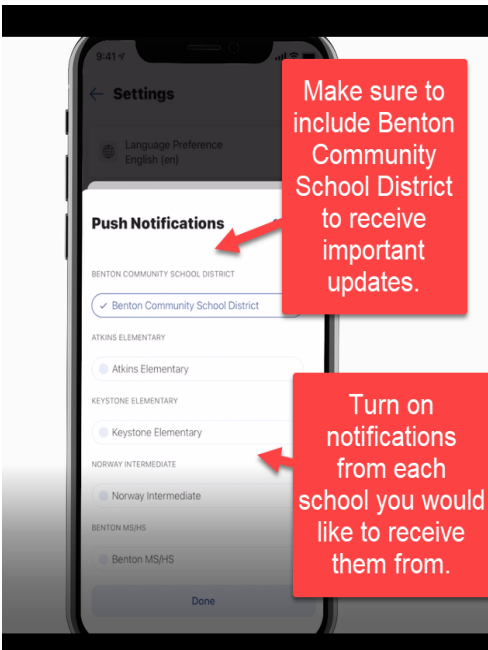 9:41
Settings
Language Preference
English (en)
Make sure to
include Benton
Community
School District
to receive
important
updates.
Push Notifications
BENTON COMMUNITY SCHOOL DISTRICT
Benton Community School District
ATKINS ELEMENTARY
Atkins Elementary
KEYSTONE ELEMENTARY
Keystone Elementary
NORWAY INTERMEDIATE
Norway Intermediate
BENTON MS/HS
Benton MS/HS
Done
Turn on
notifications
from each
school you would
like to receive
them from.